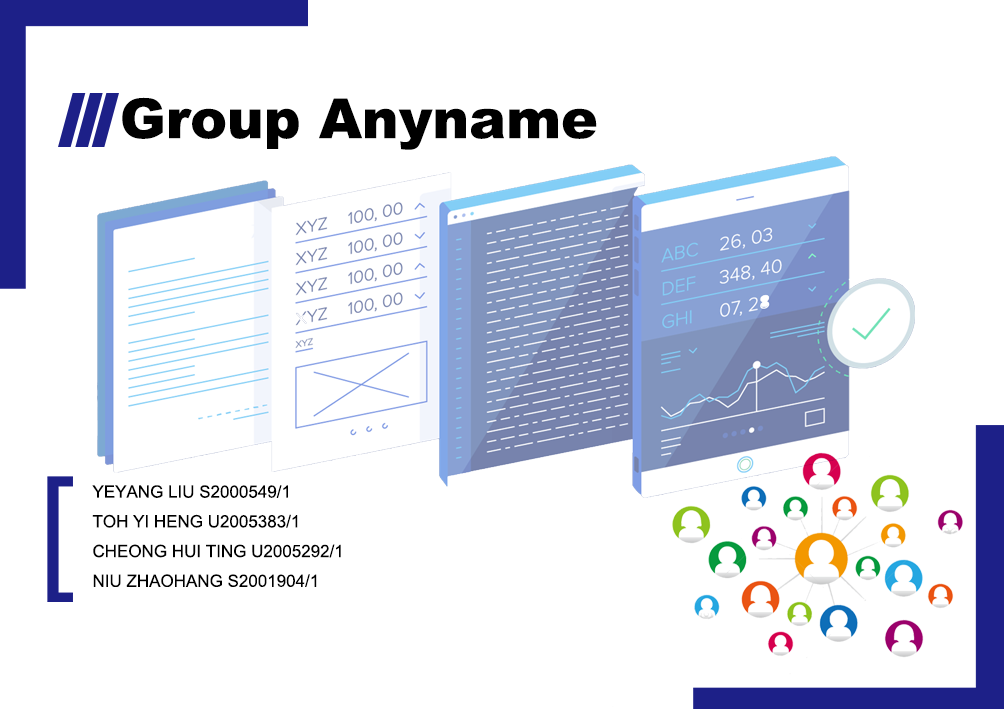 Group Anyname
XYZ 100, 00
XYZ 100, 00
XYZ 100, 00
XYZ 100, 00
XYZ
ABC 26, 03
DEF 348, 40
GHI 07, 28
YEYANG LIU S2000549/1
TOH YI HENG U2005383/1
CHEONG HUI TING U2005292/1
NIU ZHAOHANG S2001904/1